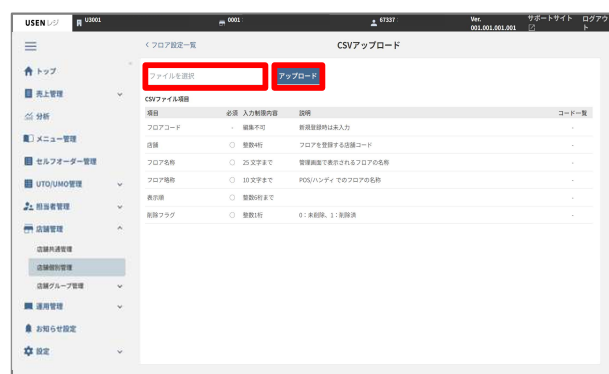 USENレジ U3001 0001 67337 Ver. 001.001.001.001 サポートサイト ログアウト
< フロア設定一覧 CSVアップロード
トップ
売上管理
分析
メニュー管理
セルフオーダー管理
UTO/UMO管理
担当者管理
店舗管理
店舗共通管理
店舗個別管理
店舗グループ管理
運用管理
お知らせ設定
設定
ファイルを選択 アップロード
CSVファイル項目
項目 必須 入力制限内容 説明 コード一覧
フロアコード - 編集不可 新規登録時は未入力 -
店舗 ○ 整数4桁 フロアを登録する店舗コード -
フロア名称 ○ 25文字まで 管理画面で表示されるフロアの名称 -
フロア略称 ○ 10文字まで POS/ハンディ でのフロアの名称 -
表示順 ○ 整数6桁まで -
削除フラグ ○ 整数1桁 0：未削除、1：削除済 -